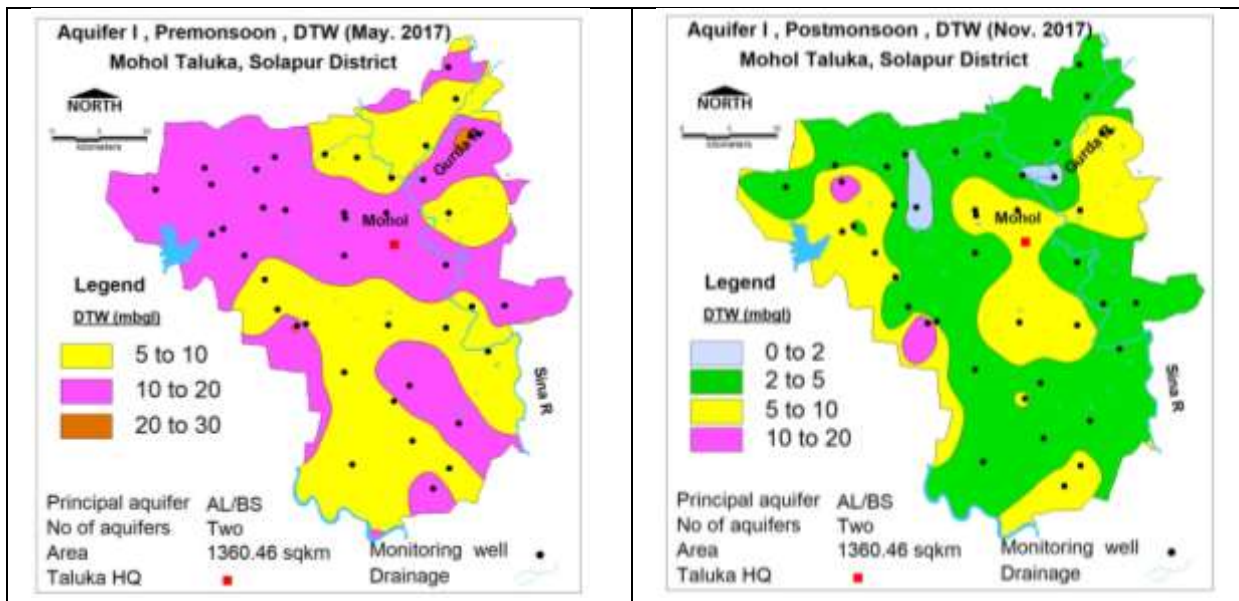 Aquifer I , Premonsoon , DTW (May. 2017)
Mohol Taluka, Solapur District
NORTH
kilometers
Gurda N.
Mohol
Legend
DTW (mbgl)
5 to 10
10 to 20
20 to 30
Sina R
Principal aquifer AL/BS
No of aquifers Two
Area 1360.46 sqkm Monitoring well
Taluka HQ Drainage
Aquifer I , Postmonsoon , DTW (Nov. 2017)
Mohol Taluka, Solapur District
NORTH
kilometers
Gurda N.
Mohol
Legend
DTW (mbgl)
0 to 2
2 to 5
5 to 10
10 to 20
Sina R
Principal aquifer AL/BS
No of aquifers Two
Area 1360.46 sqkm Monitoring well
Taluka HQ Drainage